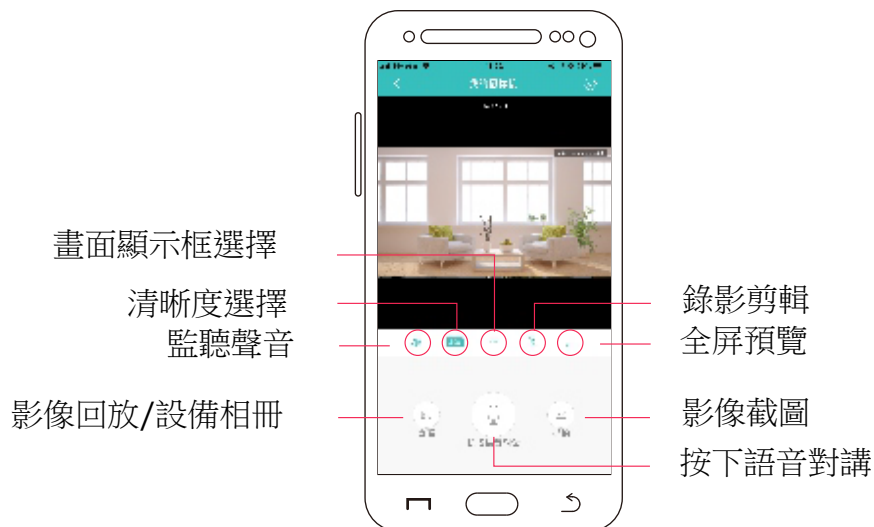 畫面顯示框選擇
清晰度選擇
監聽聲音
影像回放/設備相冊
錄影剪輯
全屏預覽
影像截圖
按下語音對講